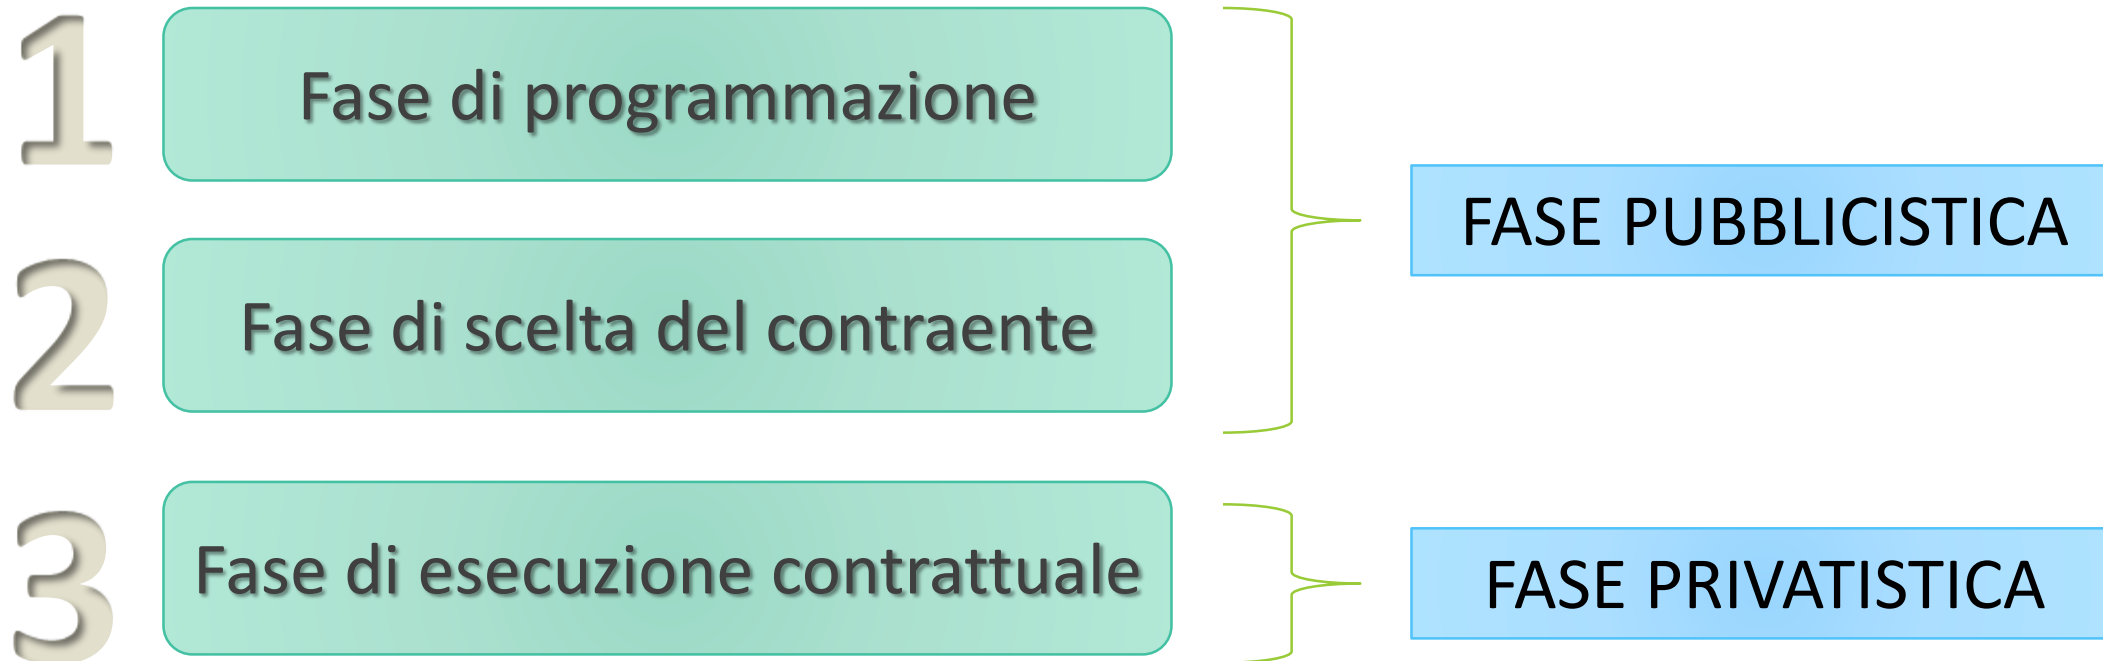 1
Fase di programmazione
FASE PUBBLICISTICA
2
Fase di scelta del contraente
3
Fase di esecuzione contrattuale
FASE PRIVATISTICA